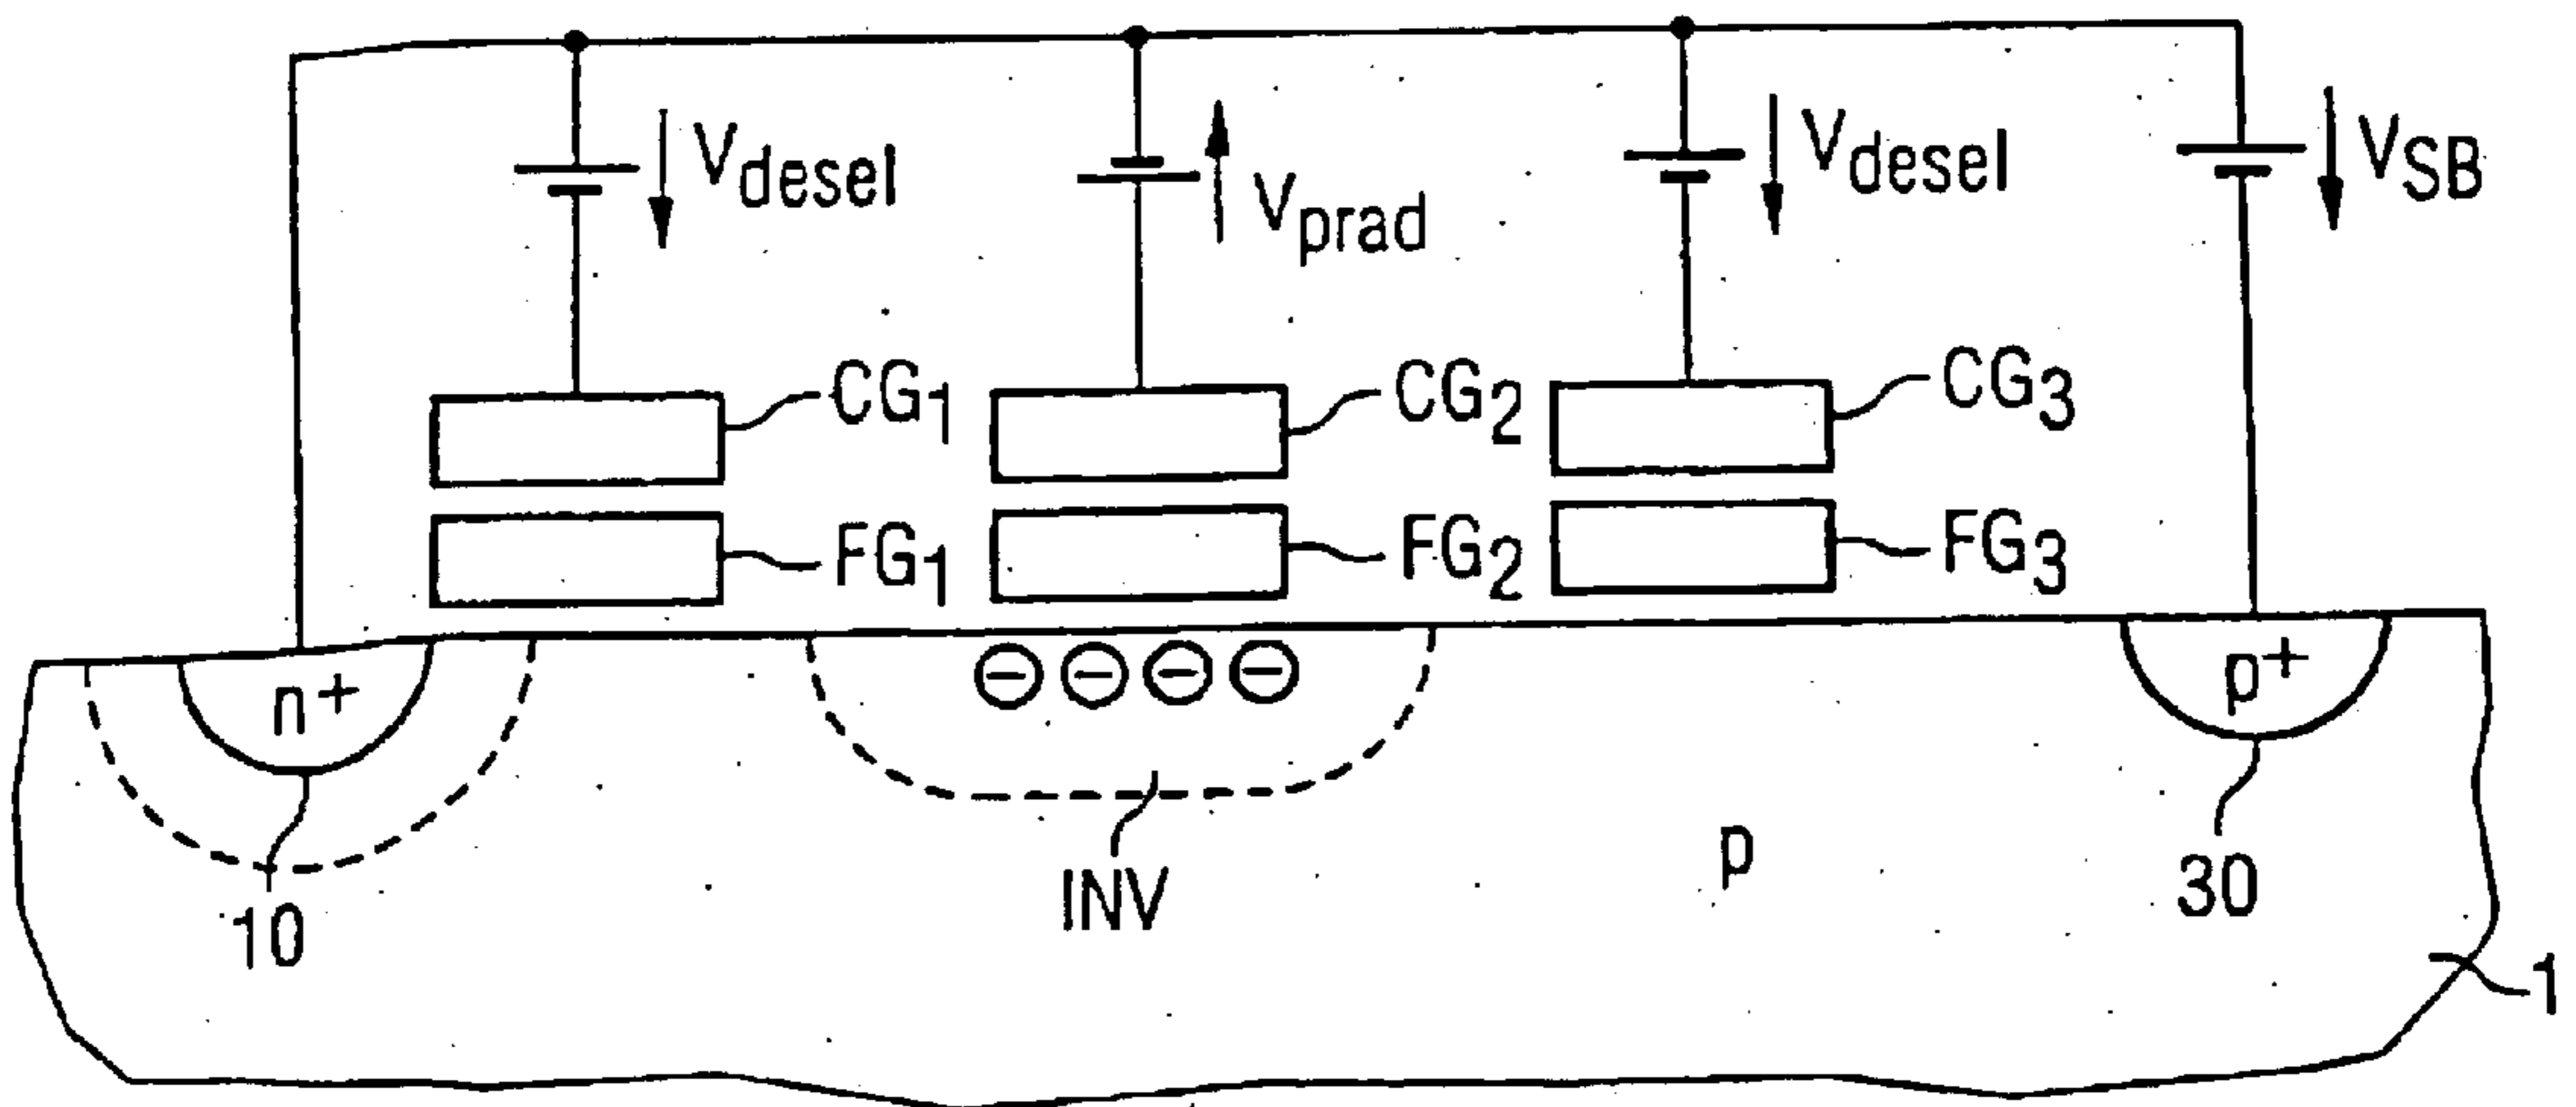 Vdesel
Vprad
Vdesel
VSB
CG1
CG2
CG3
FG1
FG2
FG3
n+
p+
10
INV
p
30
1